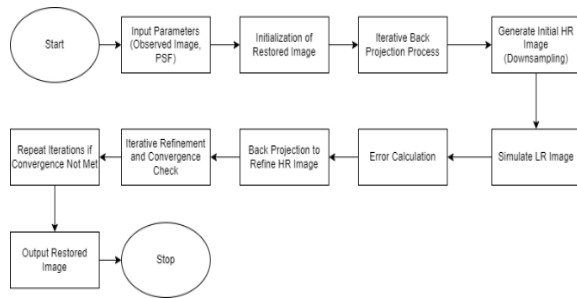 Start
Input Parameters
(Observed Image,
PSF)
Initialization of
Restored Image
Iterative Back
Projection Process
Generate Initial HR
Image
(Downsampling)
Repeat Iterations if
Convergence Not Met
Iterative Refinement
and Convergence
Check
Back Projection to
Refine HR Image
Error Calculation
Simulate LR Image
Output Restored
Image
Stop